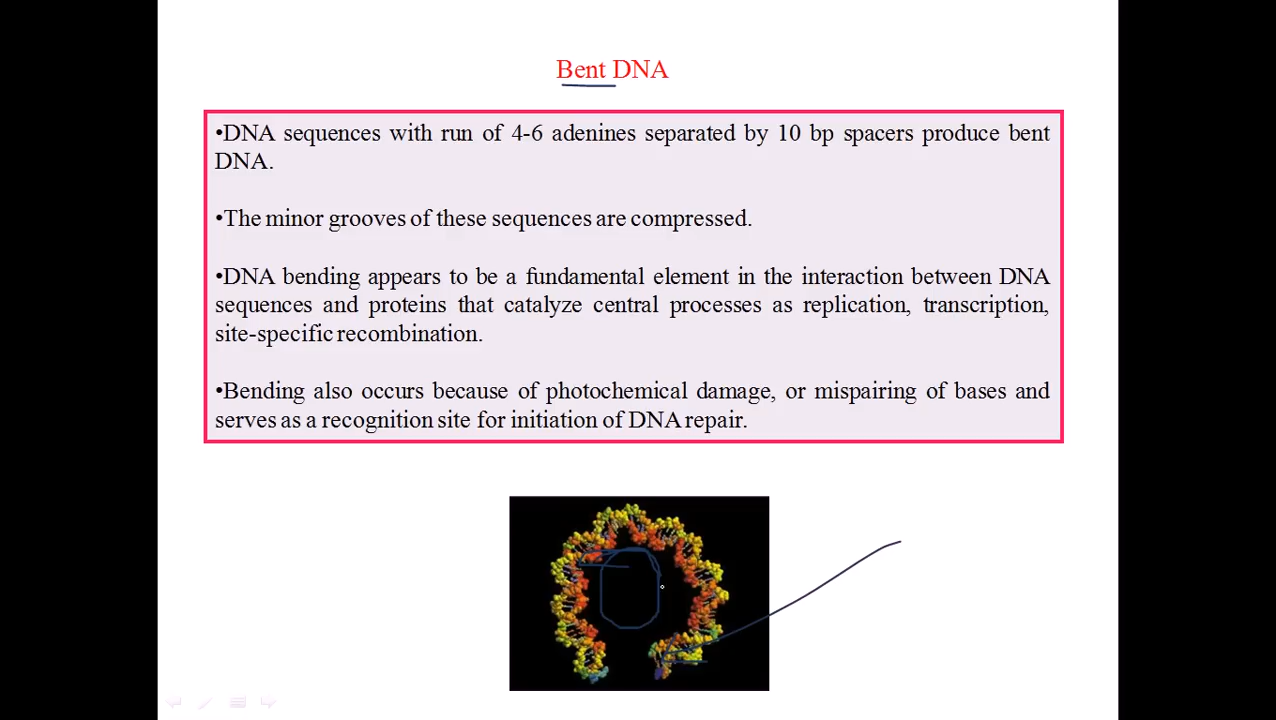 Bent DNA
•DNA sequences with run of 4-6 adenines separated by 10 bp spacers produce bent
DNA.
•The minor grooves of these sequences are compressed.
•DNA bending appears to be a fundamental element in the interaction between DNA
sequences and proteins that catalyze central processes as replication, transcription,
site-specific recombination.
•Bending also occurs because of photochemical damage, or mispairing of bases and
serves as a recognition site for initiation of DNA repair.